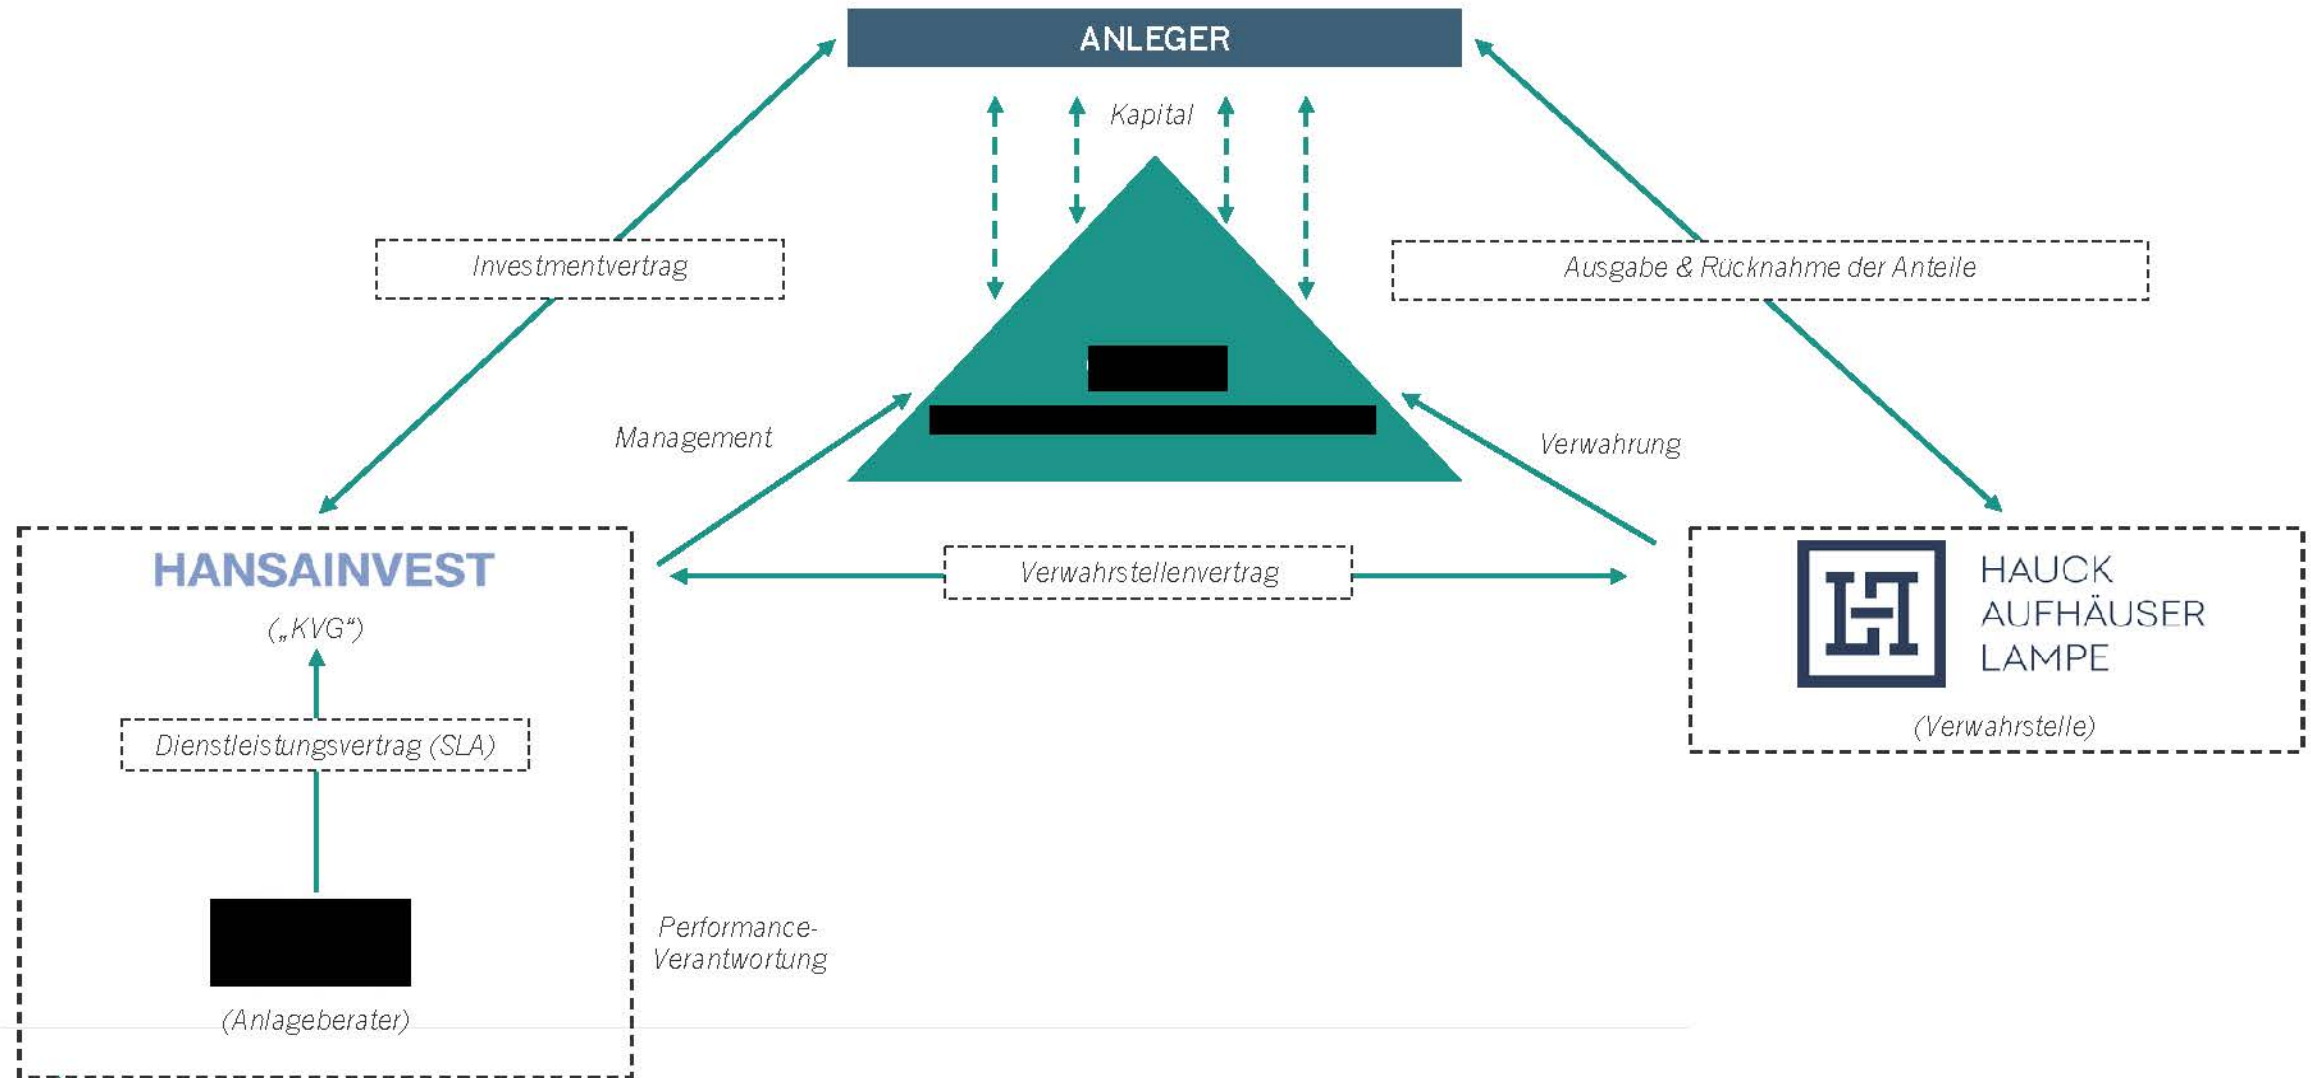 ANLEGER
Kapital
Investmentvertrag
Ausgabe & Rücknahme der Anteile
Management
Verwahrung
HANSAINVEST
(„KVG“)
Verwahrstellenvertrag
HAUCK
AUFHÄUSER
LAMPE
(Verwahrstelle)
Dienstleistungsvertrag (SLA)
Performance-
Verantwortung
(Anlageberater)